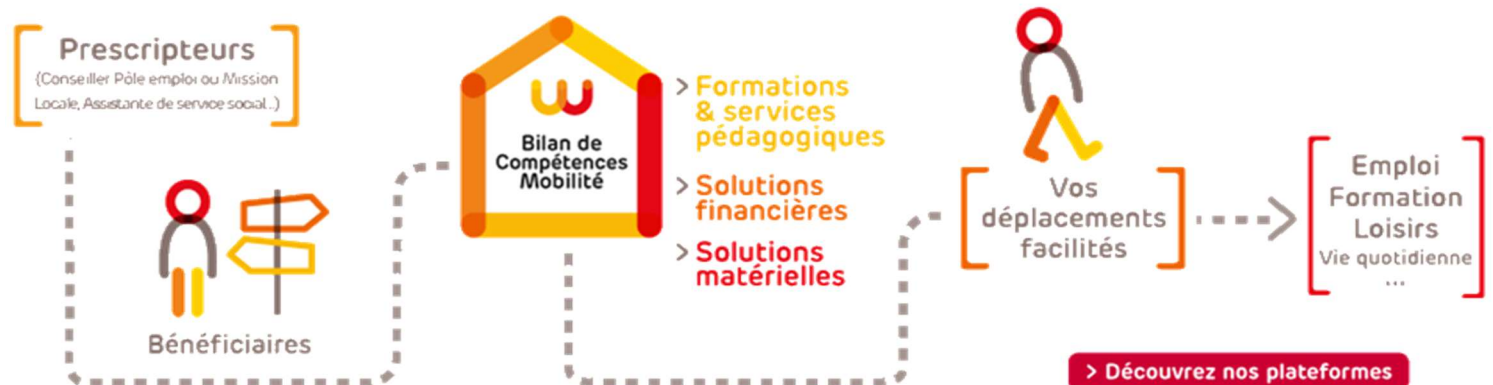 Prescripteurs
(Conseiller Pôle emploi ou Mission
Locale, Assistante de service social...)
Bénéficiaires
Bilan de
Compétences
Mobilité
> Formations
& services
pédagogiques
> Solutions
financières
> Solutions
matérielles
Vos
déplacements
facilités
Emploi
Formation
Loisirs
Vie quotidienne
...
> Découvrez nos plateformes